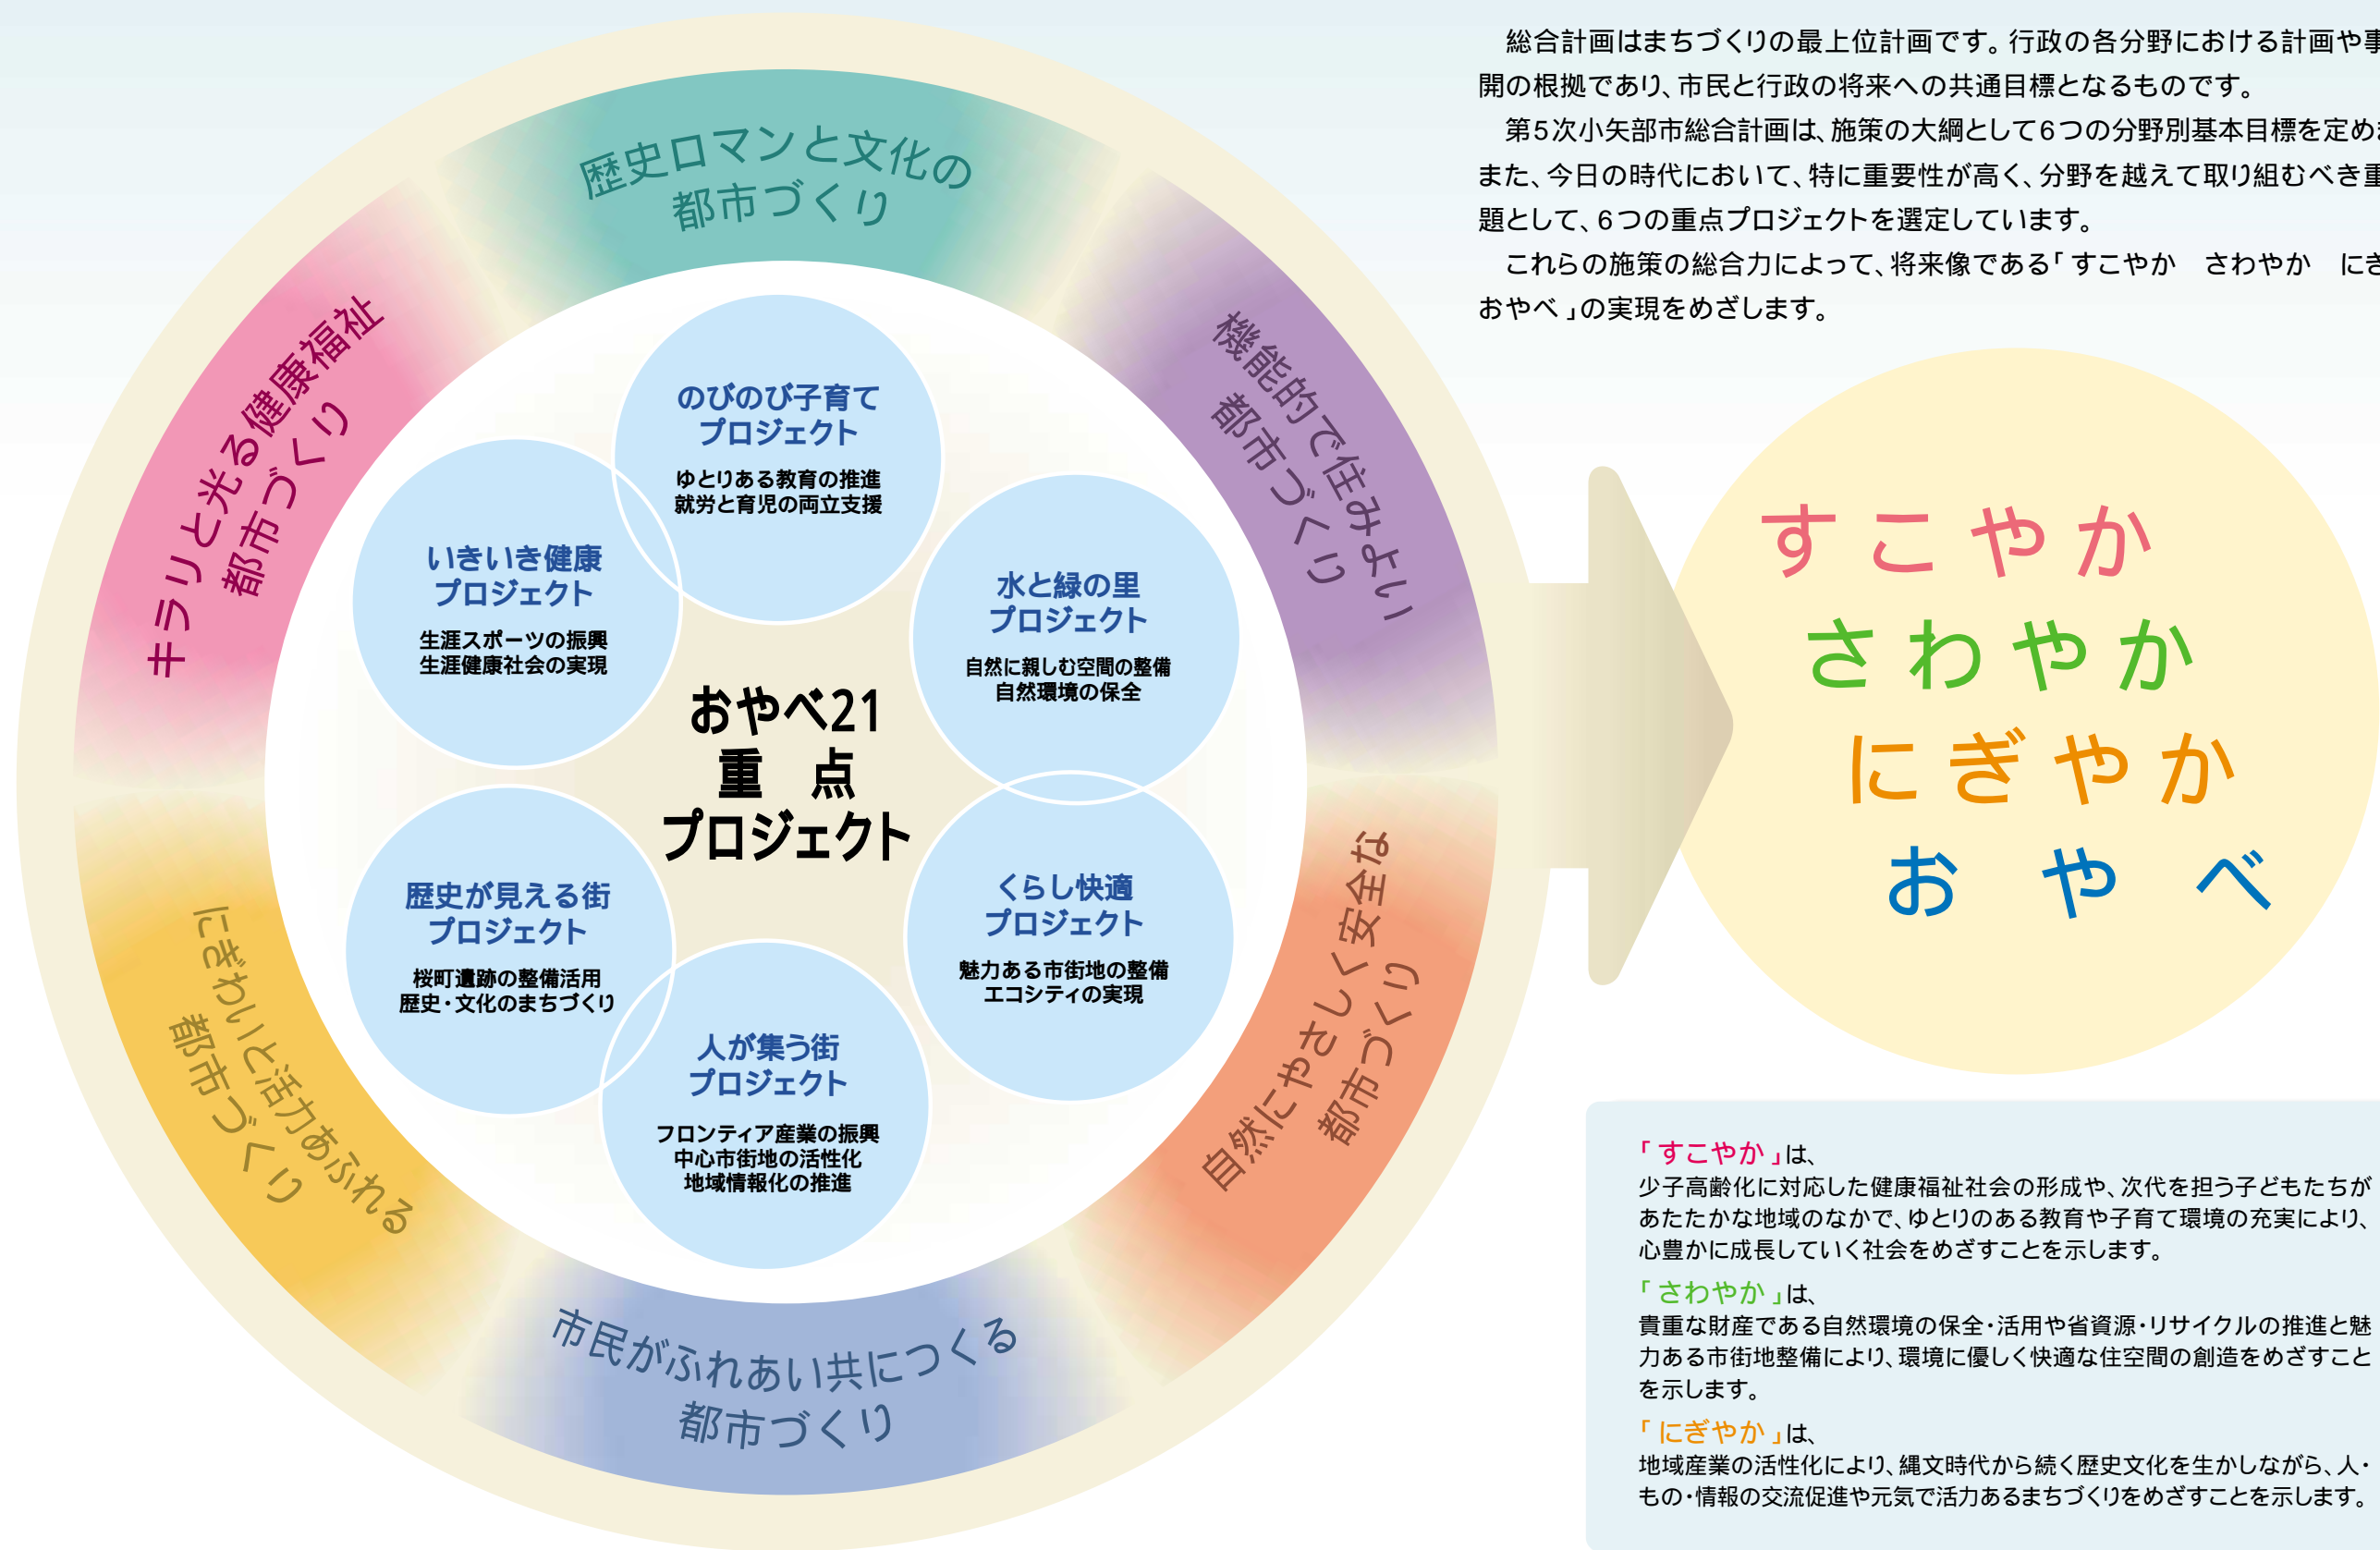 総合計画はまちづくりの最上位計画です。行政の各分野における計画や事
開の根拠であり、市民と行政の将来への共通目標となるものです。
第5次小矢部市総合計画は、施策の大綱として6つの分野別基本目標を定め
また、今日の時代において、特に重要性が高く、分野を越えて取り組むべき重
題として、6つの重点プロジェクトを選定しています。
これらの施策の総合力によって、将来像である「すこやか　さわやか　にぎ
おやべ」の実現をめざします。
歴史ロマンと文化の
都市づくり
機能的で住みよい
都市づくり
自然にやさしく安全な
都市づくり
市民がふれあい共につくる
都市づくり
にぎわいと活力あふれる
都市づくり
キラリと光る健康福祉
都市づくり
のびのび子育て
プロジェクト
ゆとりある教育の推進
就労と育児の両立支援
水と緑の里
プロジェクト
自然に親しむ空間の整備
自然環境の保全
くらし快適
プロジェクト
魅力ある市街地の整備
エコシティの実現
人が集う街
プロジェクト
フロンティア産業の振興
中心市街地の活性化
地域情報化の推進
歴史が見える街
プロジェクト
桜町遺跡の整備活用
歴史・文化のまちづくり
いきいき健康
プロジェクト
生涯スポーツの振興
生涯健康社会の実現
おやべ21
重　点
プロジェクト
すこやか
さわやか
にぎやか
おやべ
「すこやか」は、
少子高齢化に対応した健康福祉社会の形成や、次代を担う子どもたちが
あたたかな地域のなかで、ゆとりのある教育や子育て環境の充実により、
心豊かに成長していく社会をめざすことを示します。
「さわやか」は、
貴重な財産である自然環境の保全・活用や省資源・リサイクルの推進と魅
力ある市街地整備により、環境に優しく快適な住空間の創造をめざすこと
を示します。
「にぎやか」は、
地域産業の活性化により、縄文時代から続く歴史文化を生かしながら、人・
もの・情報の交流促進や元気で活力あるまちづくりをめざすことを示します。